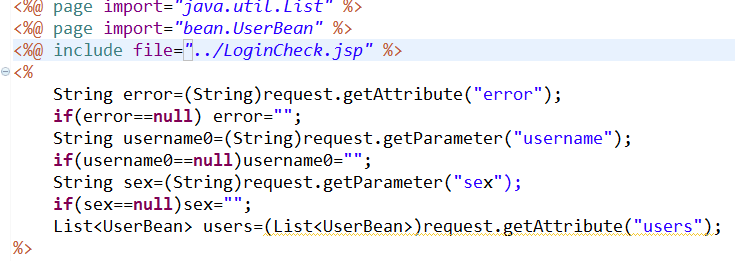 <%@ page import="java.util.List" %>
<%@ page import="bean.UserBean" %>
<%@ include file="../LoginCheck.jsp" %>
<%
    String error=(String)request.getAttribute("error");
    if(error==null) error="";
    String username0=(String)request.getParameter("username");
    if(username0==null)username0="";
    String sex=(String)request.getParameter("sex");
    if(sex==null)sex="";
    List<UserBean> users=(List<UserBean>)request.getAttribute("users");
%>